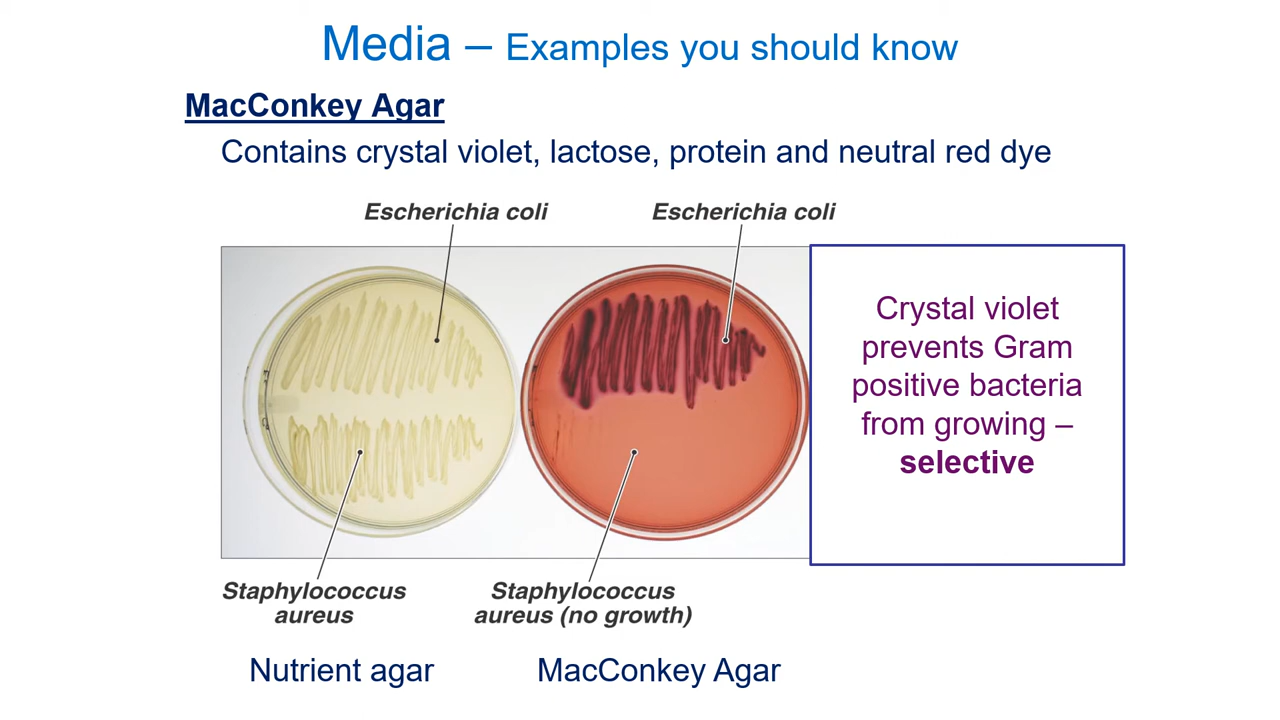 Media – Examples you should know
MacConkey Agar
Contains crystal violet, lactose, protein and neutral red dye
Escherichia coli
Escherichia coli
Crystal violet
prevents Gram
positive bacteria
from growing –
selective
Staphylococcus
aureus
Staphylococcus
aureus (no growth)
Nutrient agar
MacConkey Agar